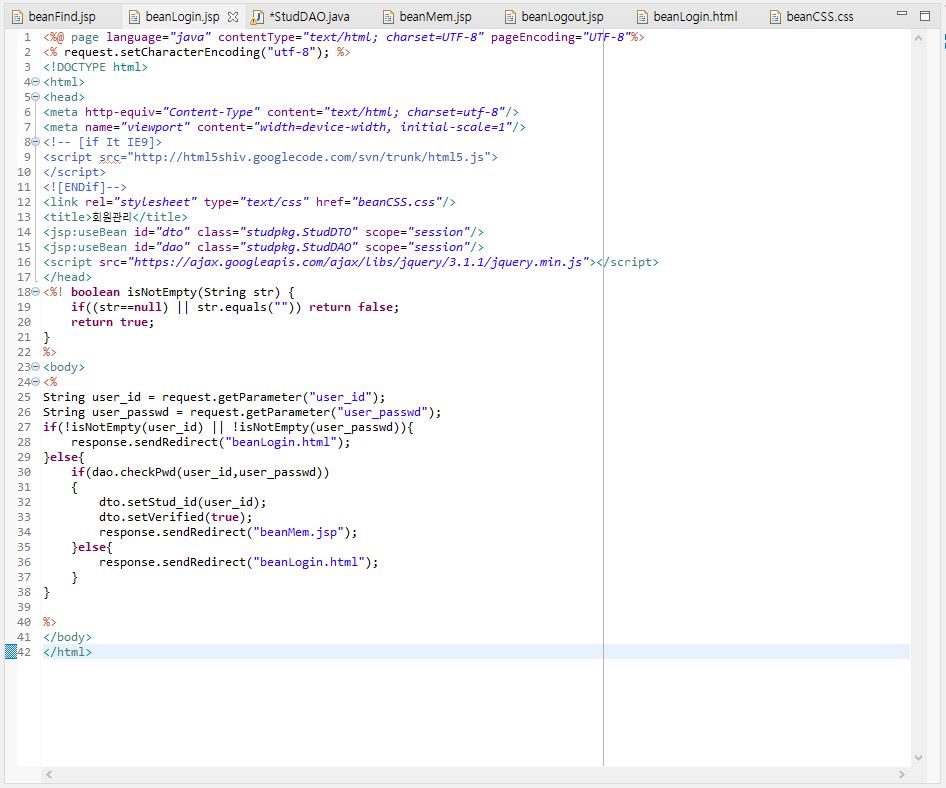 beanFind.jsp beanLogin.jsp *StudDAO.java beanMem.jsp beanLogout.jsp beanLogin.html beanCSS.css
1 <%@ page language="java" contentType="text/html; charset=UTF-8" pageEncoding="UTF-8"%>
2 <% request.setCharacterEncoding("utf-8"); %>
3 <!DOCTYPE html>
4 <html>
5 <head>
6 <meta http-equiv="Content-Type" content="text/html; charset=utf-8"/>
7 <meta name="viewport" content="width=device-width, initial-scale=1"/>
8 <!-- [if It IE9]>
9 <script src="http://html5shiv.googlecode.com/svn/trunk/html5.js">
10 </script>
11 <![ENDif]-->
12 <link rel="stylesheet" type="text/css" href="beanCSS.css"/>
13 <title>회원관리</title>
14 <jsp:useBean id="dto" class="studpkg.StudDTO" scope="session"/>
15 <jsp:useBean id="dao" class="studpkg.StudDAO" scope="session"/>
16 <script src="https://ajax.googleapis.com/ajax/libs/jquery/3.1.1/jquery.min.js"></script>
17 </head>
18 <%! boolean isNotEmpty(String str) {
19 if((str==null) || str.equals("")) return false;
20 return true;
21 }
22 %>
23 <body>
24 <%
25 String user_id = request.getParameter("user_id");
26 String user_passwd = request.getParameter("user_passwd");
27 if(!isNotEmpty(user_id) || !isNotEmpty(user_passwd)){
28 response.sendRedirect("beanLogin.html");
29 }else{
30 if(dao.checkPwd(user_id,user_passwd))
31 {
32 dto.setStud_id(user_id);
33 dto.setVerified(true);
34 response.sendRedirect("beanMem.jsp");
35 }else{
36 response.sendRedirect("beanLogin.html");
37 }
38 }
39
40 %>
41 </body>
42 </html>